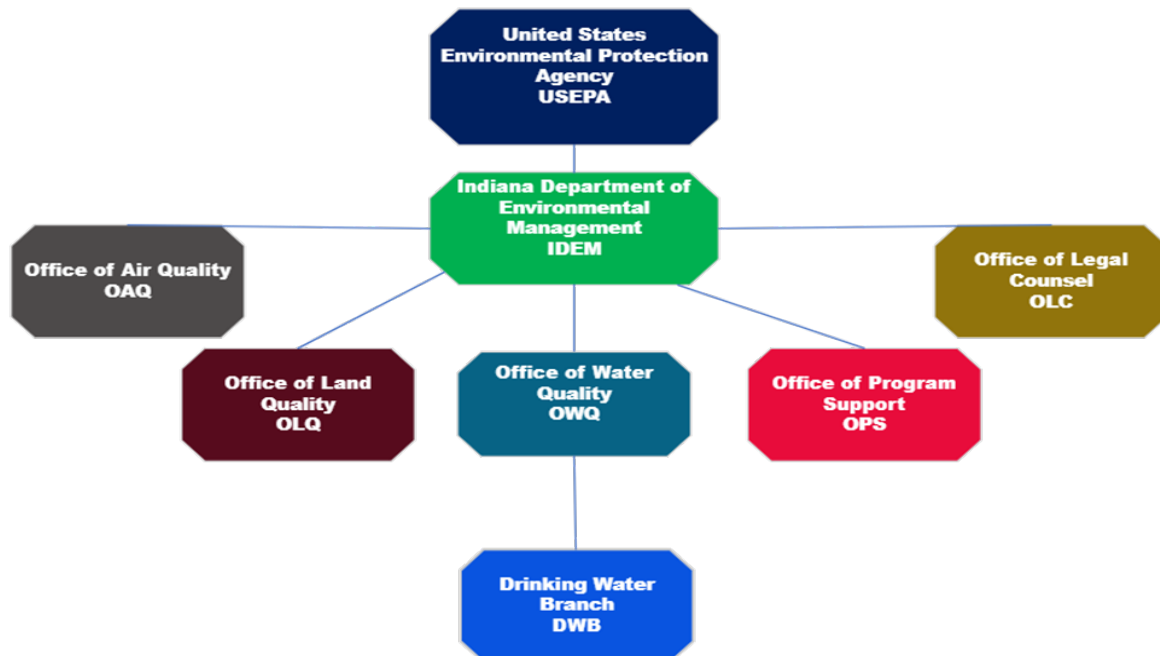 United States
Environmental Protection
Agency
USEPA
Indiana Department of
Environmental
Management
IDEM
Office of Air Quality
OAQ
Office of Legal
Counsel
OLC
Office of Land
Quality
OLQ
Office of Water
Quality
OWQ
Office of Program
Support
OPS
Drinking Water
Branch
DWB